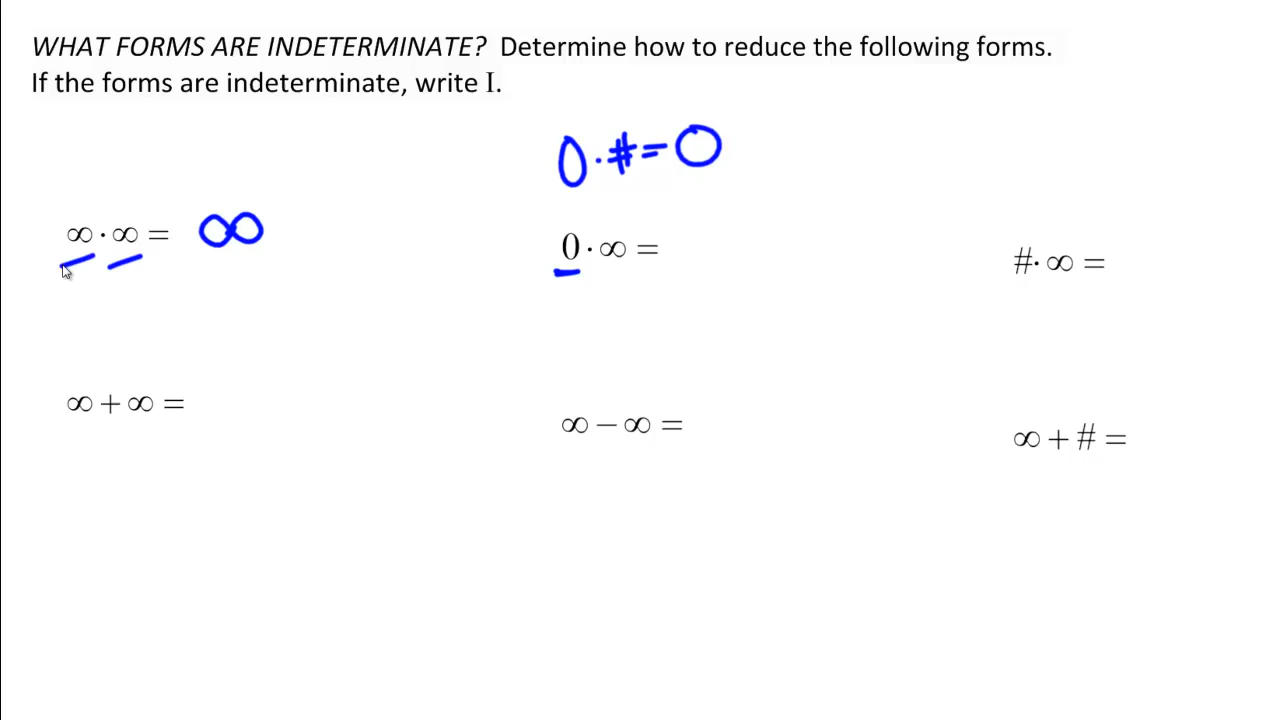 WHAT FORMS ARE INDETERMINATE? Determine how to reduce the following forms.
If the forms are indeterminate, write I.
0 · # = 0
∞ · ∞ = ∞
0 · ∞ =
# · ∞ =
∞ + ∞ =
∞ − ∞ =
∞ + # =